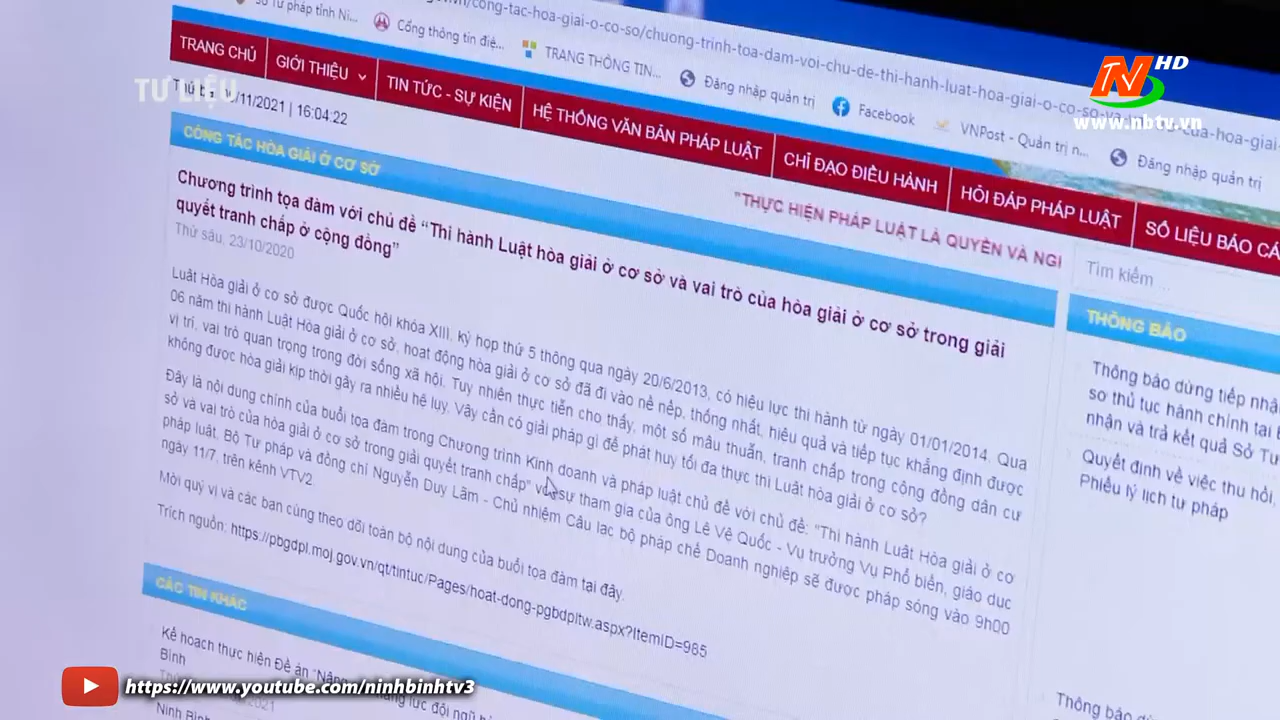 Sở Tư pháp tỉnh Ni...
Cổng thông tin điệ...
TRANG THÔNG TIN...
Đăng nhập quản trị
Facebook
VNPost - Quản trị n...
Đăng nhập quản trị
/cong-tac-hoa-giai-o-co-so/chuong-trinh-toa-dam-voi-chu-de-thi-hanh-luat-hoa-giai-o-co-so-va-
HD
www.nbtv.vn
TƯ LIỆU
TRANG CHỦ
GIỚI THIỆU
TIN TỨC - SỰ KIỆN
HỆ THỐNG VĂN BẢN PHÁP LUẬT
CHỈ ĐẠO ĐIỀU HÀNH
HỎI ĐÁP PHÁP LUẬT
SỐ LIỆU BÁO CÁ
/11/2021 | 16:04:22
"THỰC HIỆN PHÁP LUẬT LÀ QUYỀN VÀ NGH
Tìm kiếm ...
CÔNG TÁC HÒA GIẢI Ở CƠ SỞ
Chương trình tọa đàm với chủ đề “Thi hành Luật hòa giải ở cơ sở và vai trò của hòa giải ở cơ sở trong giải
quyết tranh chấp ở cộng đồng”
Thứ sáu, 23/10/2020
Luật Hòa giải ở cơ sở được Quốc hội khóa XIII, kỳ họp thứ 5 thông qua ngày 20/6/2013, có hiệu lực thi hành từ ngày 01/01/2014. Qua
06 năm thi hành Luật Hòa giải ở cơ sở, hoạt động hòa giải ở cơ sở đã đi vào nề nếp, thống nhất, hiệu quả và tiếp tục khẳng định được
vị trí, vai trò quan trọng trong đời sống xã hội. Tuy nhiên thực tiễn cho thấy, một số mâu thuẫn, tranh chấp trong cộng đồng dân cư
không được hòa giải kịp thời gây ra nhiều hệ lụy. Vậy cần có giải pháp gì để phát huy tối đa thực thi Luật hòa giải ở cơ sở?
Đây là nội dung chính của buổi tọa đàm trong Chương trình Kinh doanh và pháp luật chủ đề với chủ đề: “Thi hành Luật Hòa giải ở cơ
sở và vai trò của hòa giải ở cơ sở trong giải quyết tranh chấp” với sự tham gia của ông Lê Vệ Quốc - Vụ trưởng Vụ Phổ biến, giáo dục
pháp luật, Bộ Tư pháp và đồng chí Nguyễn Duy Lãm - Chủ nhiệm Câu lạc bộ pháp chế Doanh nghiệp sẽ được pháp sóng vào 9h00
ngày 11/7, trên kênh VTV2.
Mời quý vị và các bạn cùng theo dõi toàn bộ nội dung của buổi tọa đàm tại đây.
Trích nguồn: https://pbgdpl.moj.gov.vn/qt/tintuc/Pages/hoat-dong-pgbdpltw.aspx?ItemID=985
THÔNG BÁO
Thông báo dừng tiếp nhậ
sơ thủ tục hành chính tại
nhận và trả kết quả Sở Tư
Quyết định về việc thu hồi,
Phiếu lý lịch tư pháp
Thông báo
CÁC TIN KHÁC
Kế hoạch thực hiện Đề án “Nâng lực đội ngũ
Bình
2021
Ninh Bình
https://www.youtube.com/ninhbinhtv3